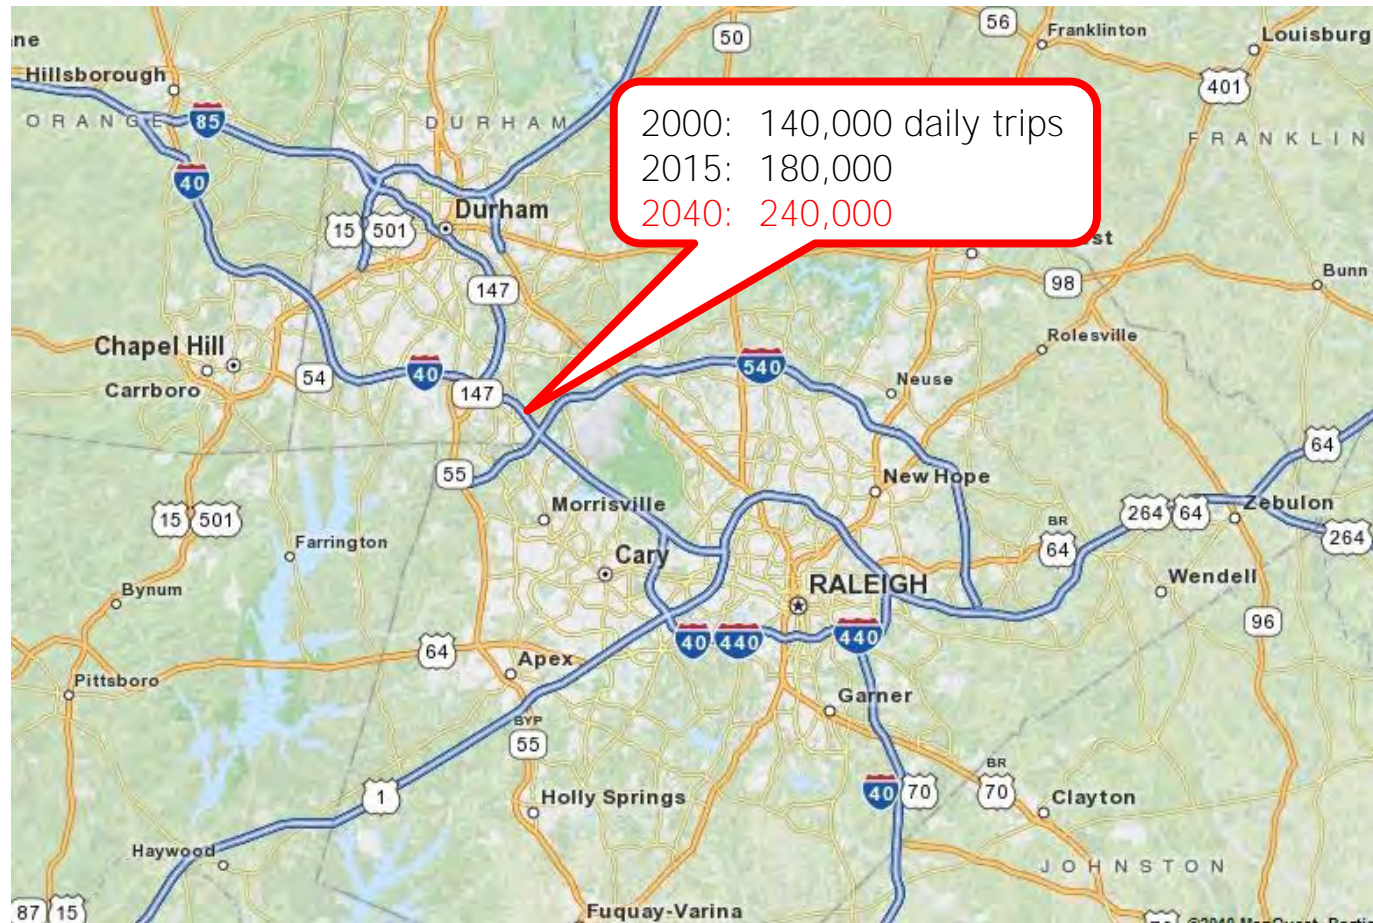 ne
Hillsborough
ORANGE
85
40
DURHAM
50
56
Franklinton
Louisburg
401
FRANKLIN
2000: 140,000 daily trips
2015: 180,000
2040: 240,000
Durham
15 501
147
st
98
Bunn
Rolesville
Chapel Hill
Carrboro
54
40
147
540
Neuse
55
New Hope
64
Morrisville
15 501
Farrington
Cary
BR
64
264 64
Zebulon
264
Bynum
RALEIGH
Wendell
40 440
440
96
64
Apex
Pittsboro
Garner
BYP
55
1
40 70
BR
70
Clayton
Holly Springs
Haywood
JOHNSTON
87 15
Fuquay-Varina